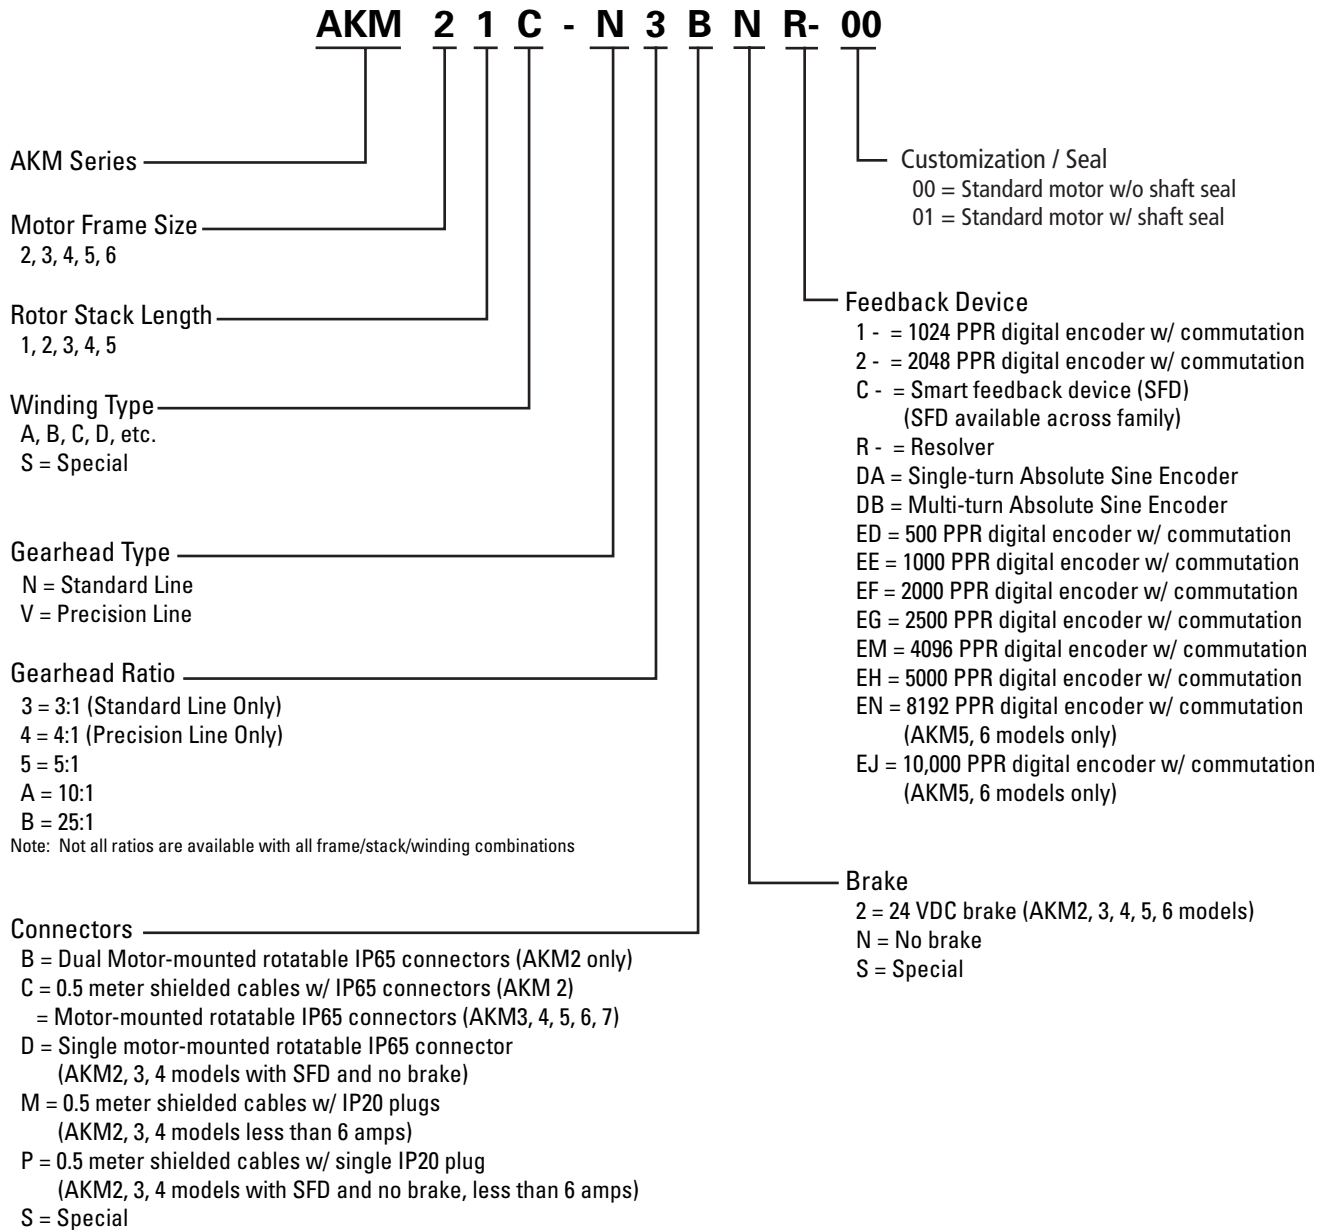 AKM 2 1 C - N 3 B N R- 00
AKM Series
Motor Frame Size
2, 3, 4, 5, 6
Rotor Stack Length
1, 2, 3, 4, 5
Winding Type
A, B, C, D, etc.
S = Special
Gearhead Type
N = Standard Line
V = Precision Line
Gearhead Ratio
3 = 3:1 (Standard Line Only)
4 = 4:1 (Precision Line Only)
5 = 5:1
A = 10:1
B = 25:1
Note: Not all ratios are available with all frame/stack/winding combinations
Connectors
B = Dual Motor-mounted rotatable IP65 connectors (AKM2 only)
C = 0.5 meter shielded cables w/ IP65 connectors (AKM 2)
= Motor-mounted rotatable IP65 connectors (AKM3, 4, 5, 6, 7)
D = Single motor-mounted rotatable IP65 connector
(AKM2, 3, 4 models with SFD and no brake)
M = 0.5 meter shielded cables w/ IP20 plugs
(AKM2, 3, 4 models less than 6 amps)
P = 0.5 meter shielded cables w/ single IP20 plug
(AKM2, 3, 4 models with SFD and no brake, less than 6 amps)
S = Special
Customization / Seal
00 = Standard motor w/o shaft seal
01 = Standard motor w/ shaft seal
Feedback Device
1 - = 1024 PPR digital encoder w/ commutation
2 - = 2048 PPR digital encoder w/ commutation
C - = Smart feedback device (SFD)
(SFD available across family)
R - = Resolver
DA = Single-turn Absolute Sine Encoder
DB = Multi-turn Absolute Sine Encoder
ED = 500 PPR digital encoder w/ commutation
EE = 1000 PPR digital encoder w/ commutation
EF = 2000 PPR digital encoder w/ commutation
EG = 2500 PPR digital encoder w/ commutation
EM = 4096 PPR digital encoder w/ commutation
EH = 5000 PPR digital encoder w/ commutation
EN = 8192 PPR digital encoder w/ commutation
(AKM5, 6 models only)
EJ = 10,000 PPR digital encoder w/ commutation
(AKM5, 6 models only)
Brake
2 = 24 VDC brake (AKM2, 3, 4, 5, 6 models)
N = No brake
S = Special